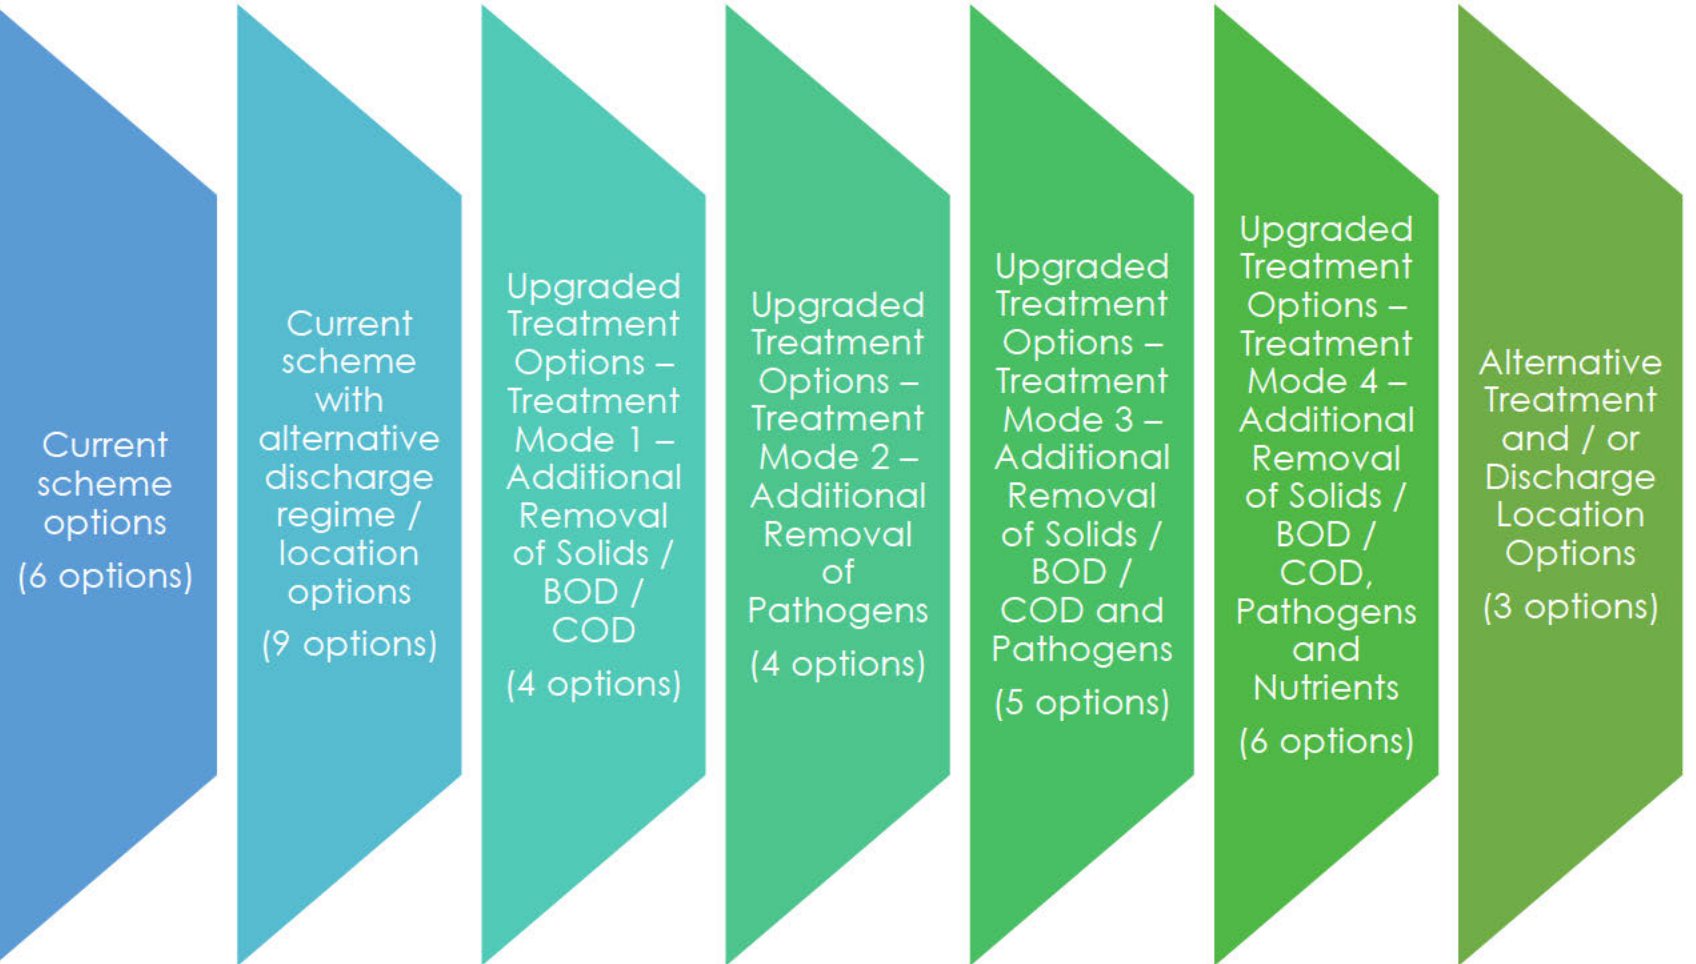 Current
scheme
options
(6 options)
Current
scheme
with
alternative
discharge
regime /
location
options
(9 options)
Upgraded
Treatment
Options –
Treatment
Mode 1 –
Additional
Removal
of Solids /
BOD /
COD
(4 options)
Upgraded
Treatment
Options –
Treatment
Mode 2 –
Additional
Removal
of
Pathogens
(4 options)
Upgraded
Treatment
Options –
Treatment
Mode 3 –
Additional
Removal
of Solids /
BOD /
COD and
Pathogens
(5 options)
Upgraded
Treatment
Options –
Treatment
Mode 4 –
Additional
Removal
of Solids /
BOD /
COD,
Pathogens
and
Nutrients
(6 options)
Alternative
Treatment
and / or
Discharge
Location
Options
(3 options)